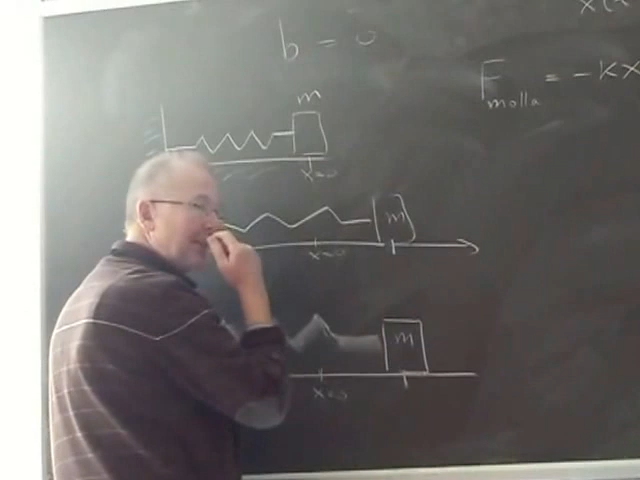 b = 0
F molla = - Kx
m
x=0
m
x=0
m
x=0